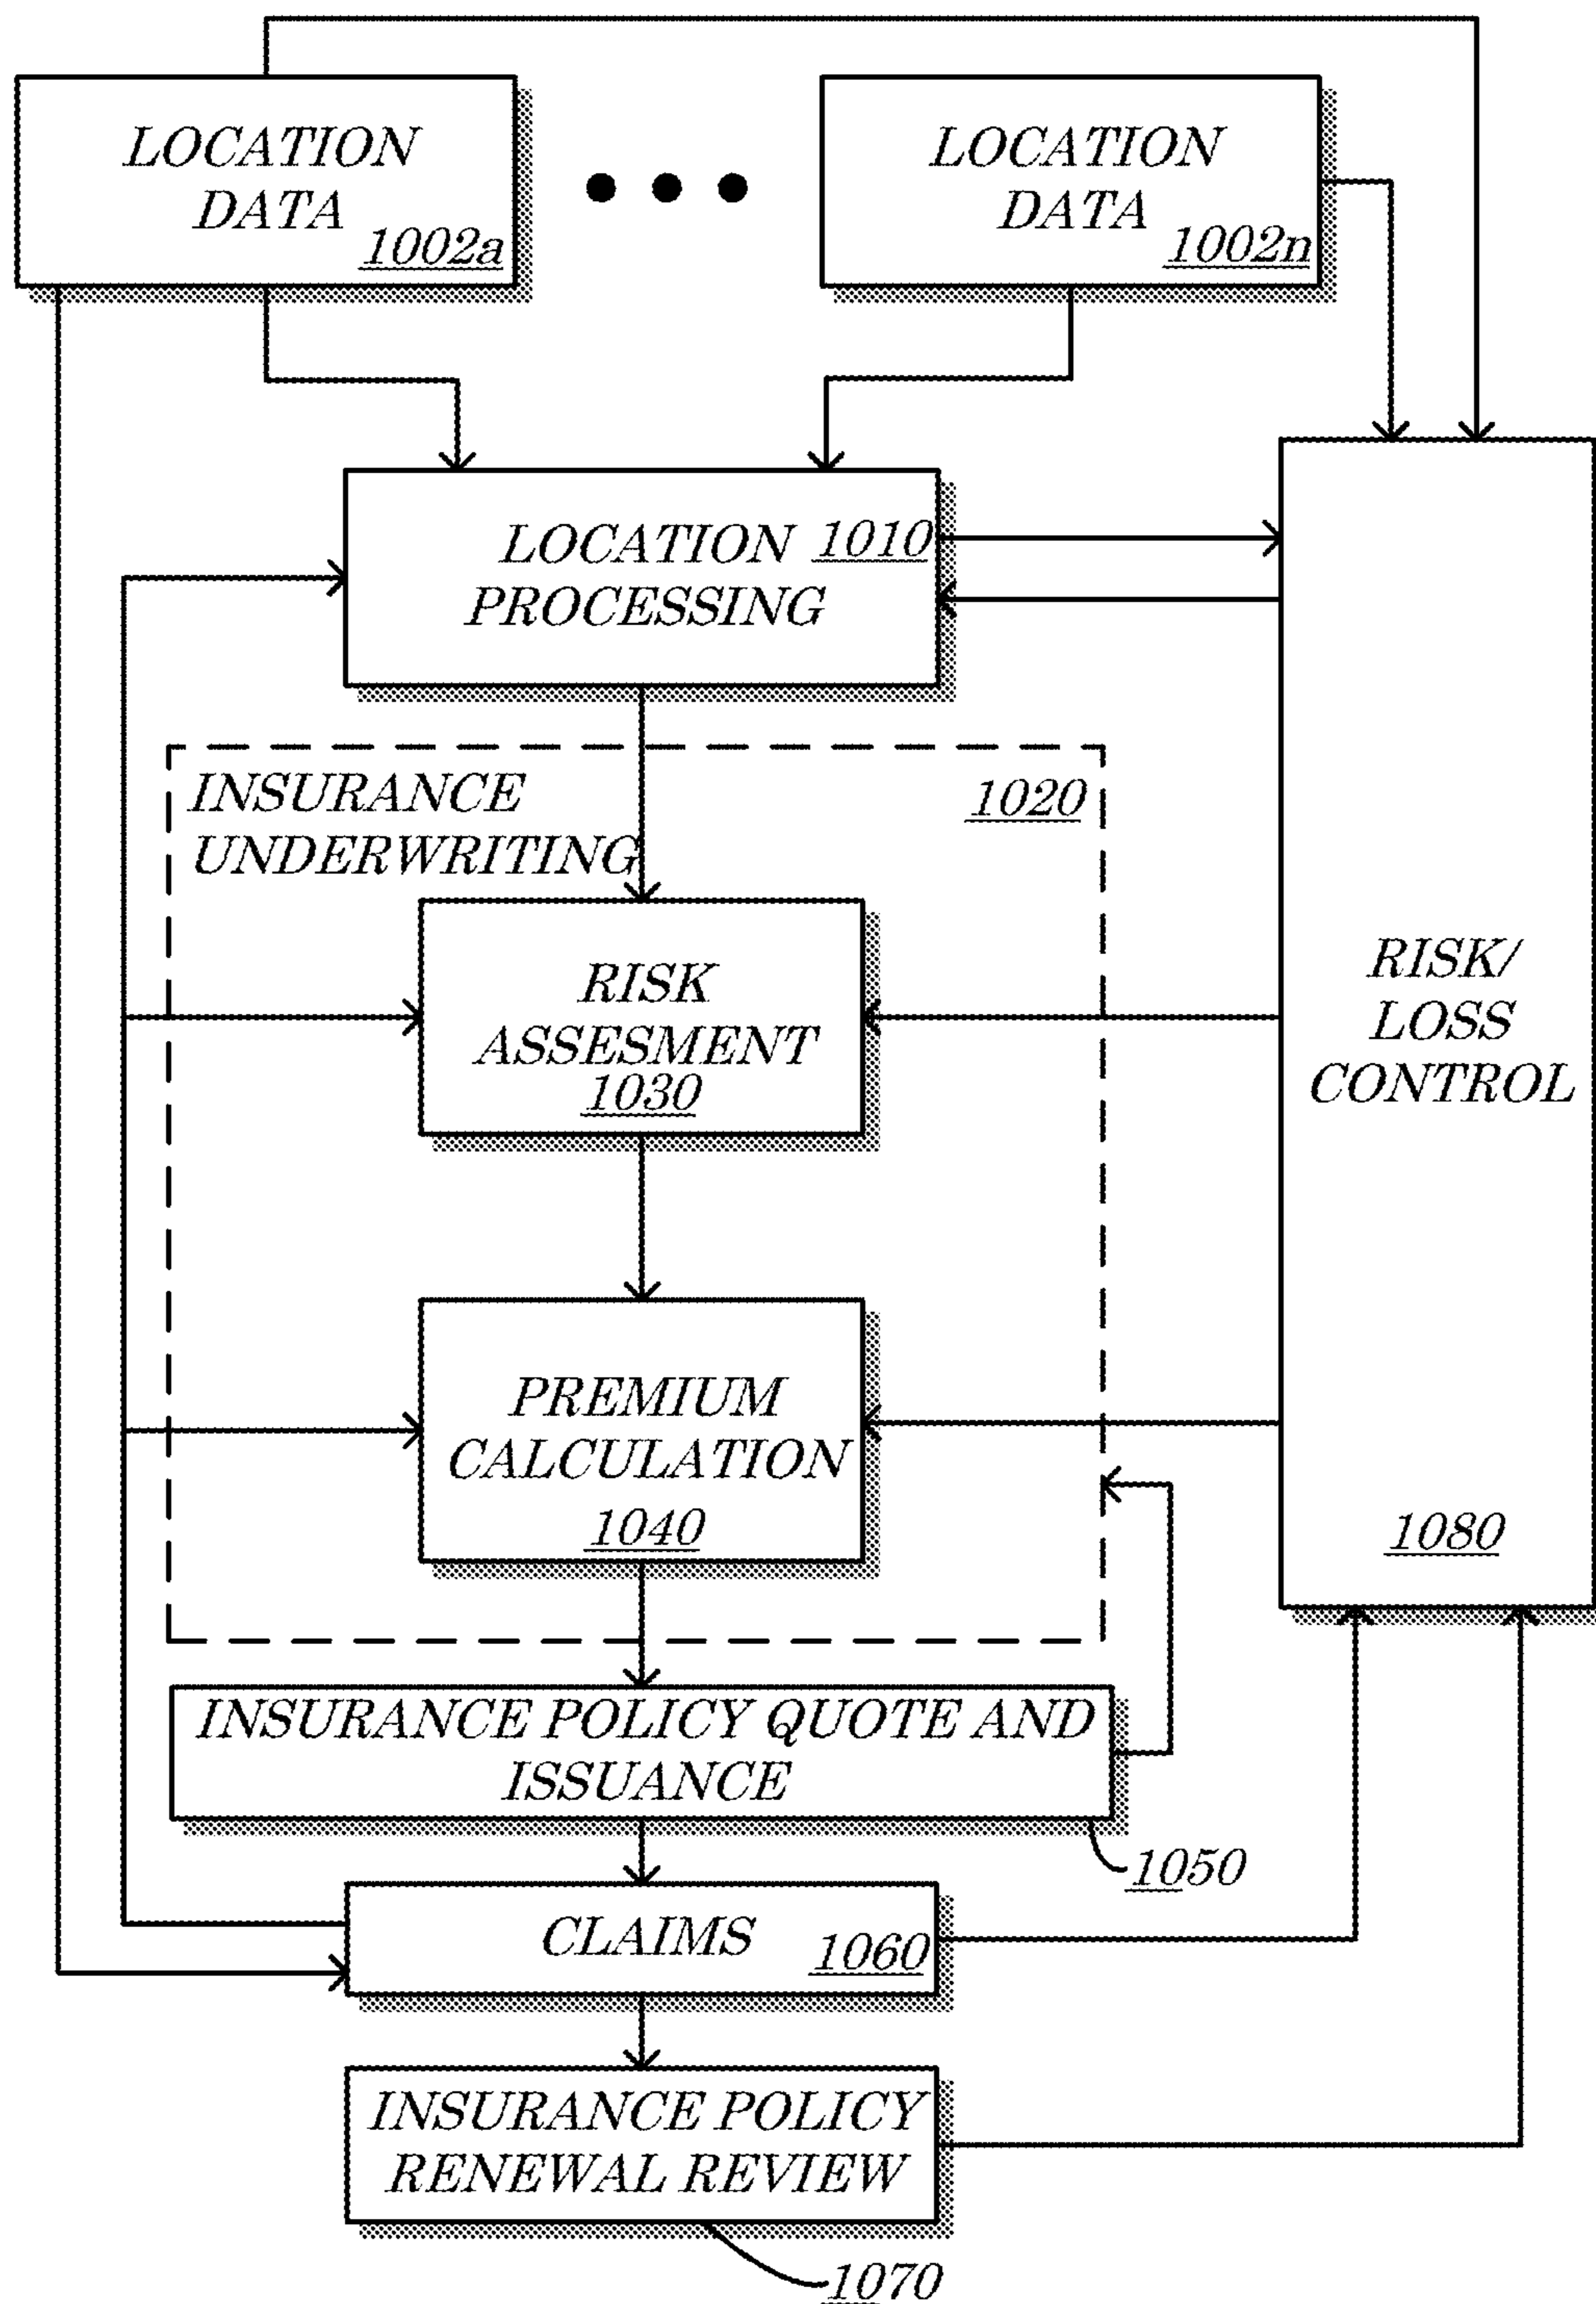 LOCATION
DATA
1002a
LOCATION
DATA
1002n
LOCATION 1010
PROCESSING
INSURANCE
UNDERWRITING
1020
RISK
ASSESMENT
1030
RISK/
LOSS
CONTROL
1080
PREMIUM
CALCULATION
1040
INSURANCE POLICY QUOTE AND
ISSUANCE
1050
CLAIMS
1060
INSURANCE POLICY
RENEWAL REVIEW
1070